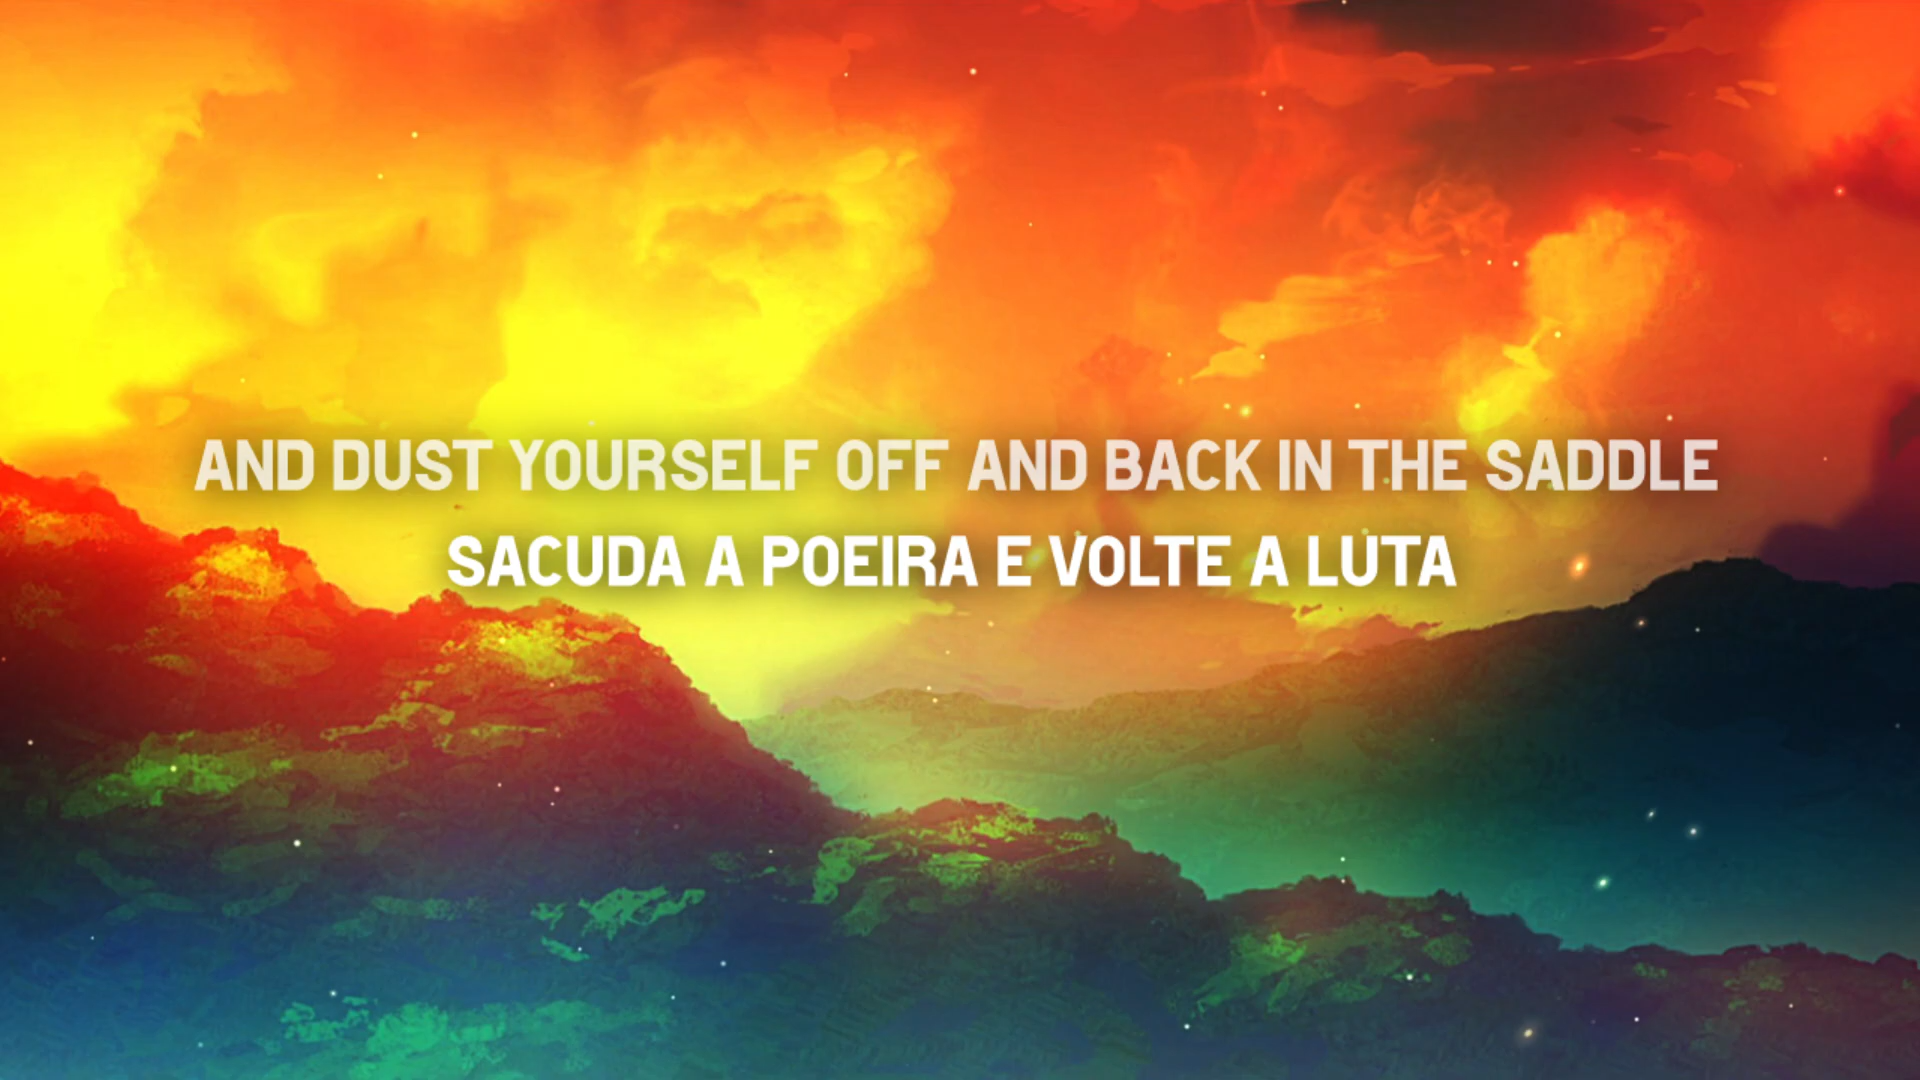 AND DUST YOURSELF OFF AND BACK IN THE SADDLE
SACUDA A POEIRA E VOLTE A LUTA